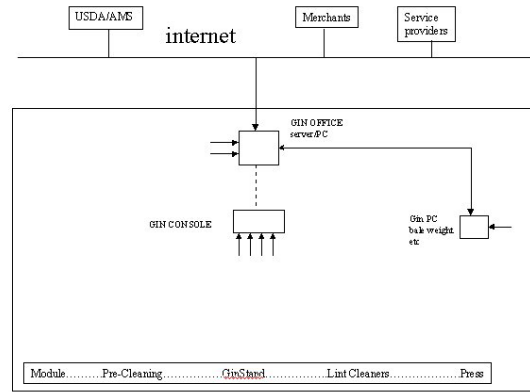 USDA/AMS
Merchants
Service
providers
internet
GIN OFFICE
server/PC
GIN CONSOLE
Gin PC
bale weight
etc
Module.........Pre-Cleaning...............GinStand................Lint Cleaners.................Press